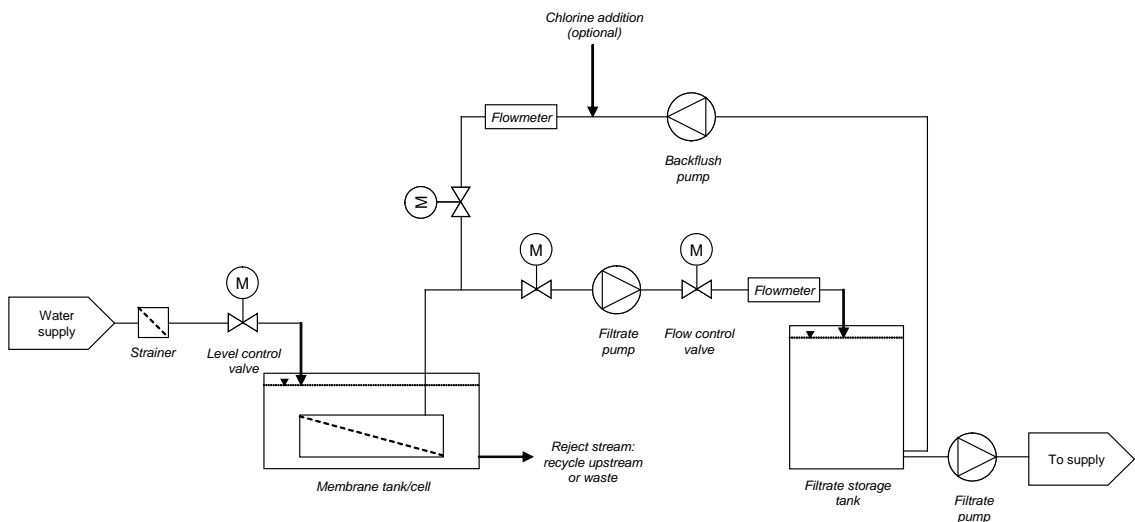 Chlorine addition
(optional)
Flowmeter
Backflush
pump
M
M
M
Flowmeter
Filtrate
pump
Flow control
valve
M
Water
supply
Strainer
Level control
valve
Membrane tank/cell
Reject stream:
recycle upstream
or waste
Filtrate storage
tank
Filtrate
pump
To supply